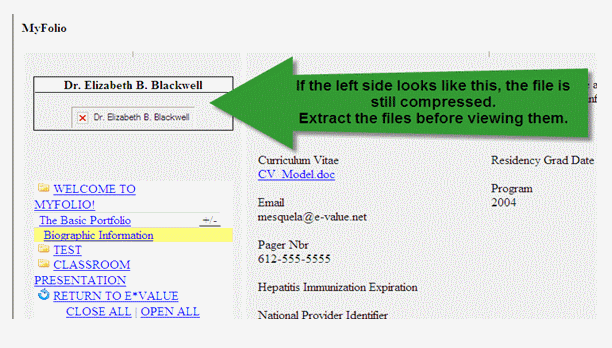 MyFolio
Dr. Elizabeth B. Blackwell
Dr. Elizabeth B. Blackwell
If the left side looks like this, the file is
still compressed.
Extract the files before viewing them.
WELCOME TO
MYFOLIO!
The Basic Portfolio +/-
Biographic Information
TEST
CLASSROOM
PRESENTATION
RETURN TO E*VALUE
CLOSE ALL | OPEN ALL
Curriculum Vitae
CV_Model.doc
Email
mesquela@e-value.net
Pager Nbr
612-555-5555
Hepatitis Immunization Expiration
National Provider Identifier
Residency Grad Date
Program
2004